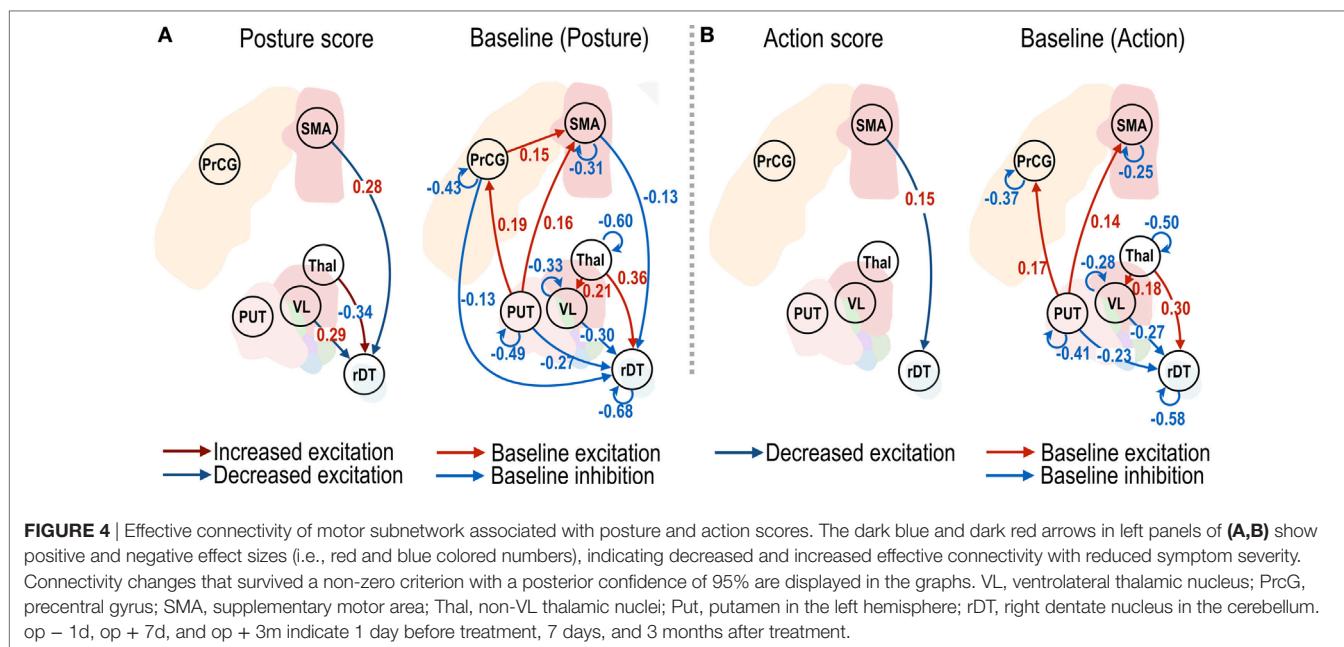 A
Posture score
Baseline (Posture)
B
Action score
Baseline (Action)
SMA
PrCG
0.28
Thal
VL
PUT
-0.34
0.29
rDT
SMA
PrCG
0.15
-0.31
-0.43
-0.13
0.19
0.16
-0.60
Thal
-0.33
0.36
0.21
-0.13
PUT
VL
-0.30
-0.49
-0.27
rDT
-0.68
SMA
PrCG
0.15
Thal
VL
PUT
rDT
SMA
PrCG
-0.25
-0.37
0.14
-0.50
Thal
0.17
-0.28
0.18
0.30
PUT
VL
-0.27
-0.41
-0.23
rDT
-0.58
Increased excitation
Decreased excitation
Baseline excitation
Baseline inhibition
Decreased excitation
Baseline excitation
Baseline inhibition
FIGURE 4 | Effective connectivity of motor subnetwork associated with posture and action scores. The dark blue and dark red arrows in left panels of (A,B) show
positive and negative effect sizes (i.e., red and blue colored numbers), indicating decreased and increased effective connectivity with reduced symptom severity.
Connectivity changes that survived a non-zero criterion with a posterior confidence of 95% are displayed in the graphs. VL, ventrolateral thalamic nucleus; PrcG,
precentral gyrus; SMA, supplementary motor area; Thal, non-VL thalamic nuclei; Put, putamen in the left hemisphere; rDT, right dentate nucleus in the cerebellum.
op − 1d, op + 7d, and op + 3m indicate 1 day before treatment, 7 days, and 3 months after treatment.